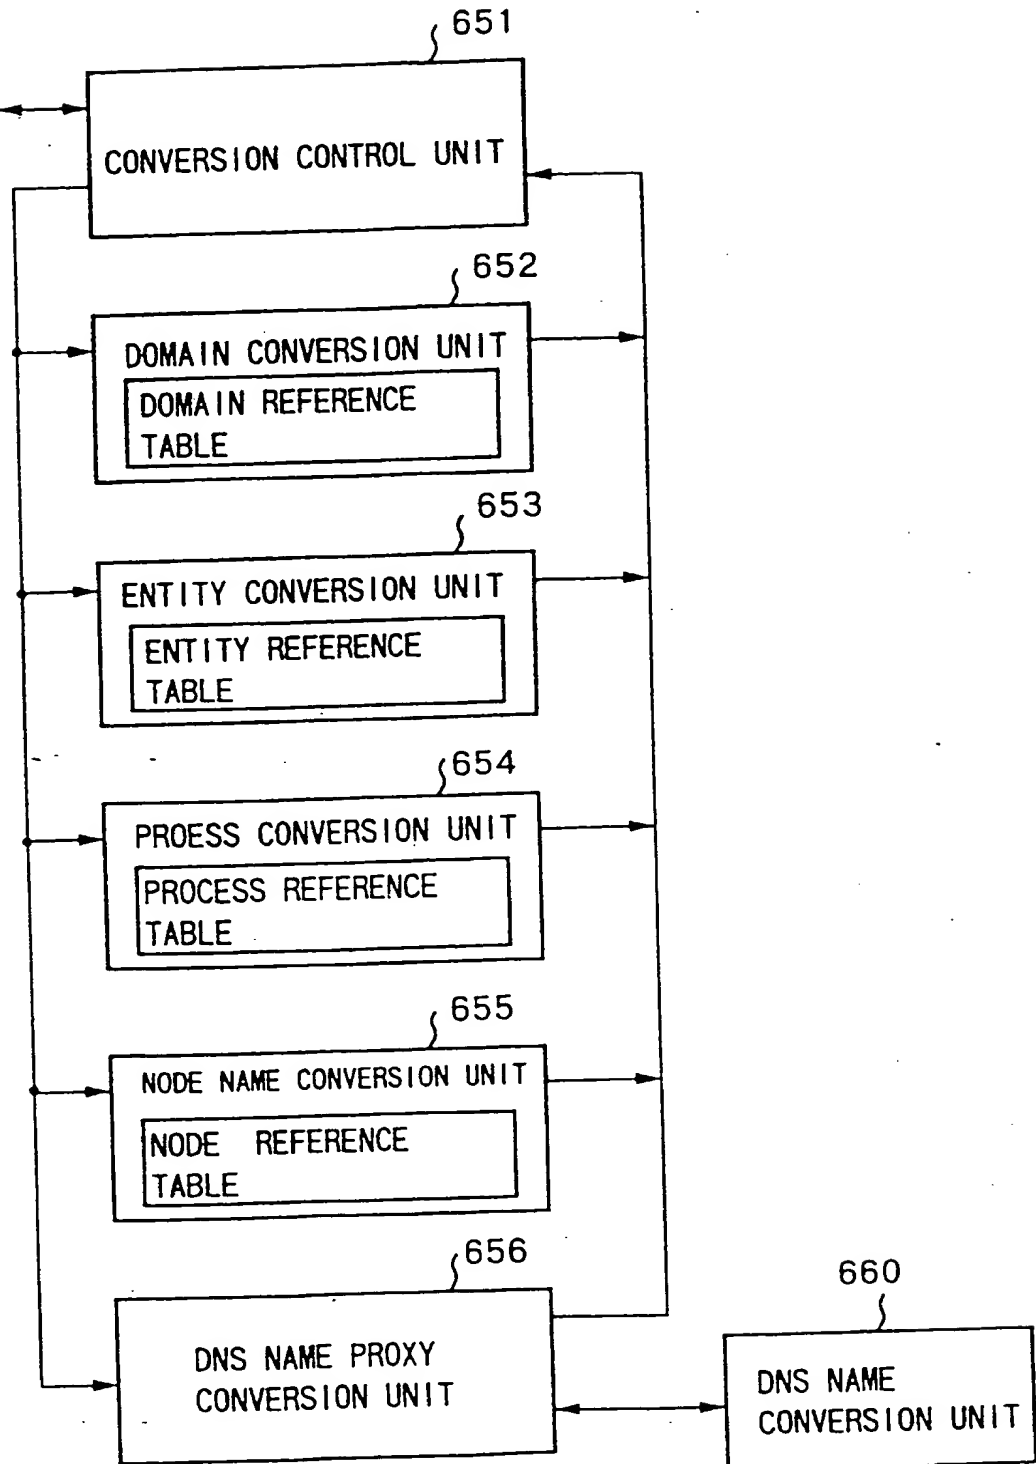 651
CONVERSION CONTROL UNIT
652
DOMAIN CONVERSION UNIT
DOMAIN REFERENCE
TABLE
653
ENTITY CONVERSION UNIT
ENTITY REFERENCE
TABLE
654
PROESS CONVERSION UNIT
PROCESS REFERENCE
TABLE
655
NODE NAME CONVERSION UNIT
NODE REFERENCE
TABLE
656
DNS NAME PROXY
CONVERSION UNIT
660
DNS NAME
CONVERSION UNIT